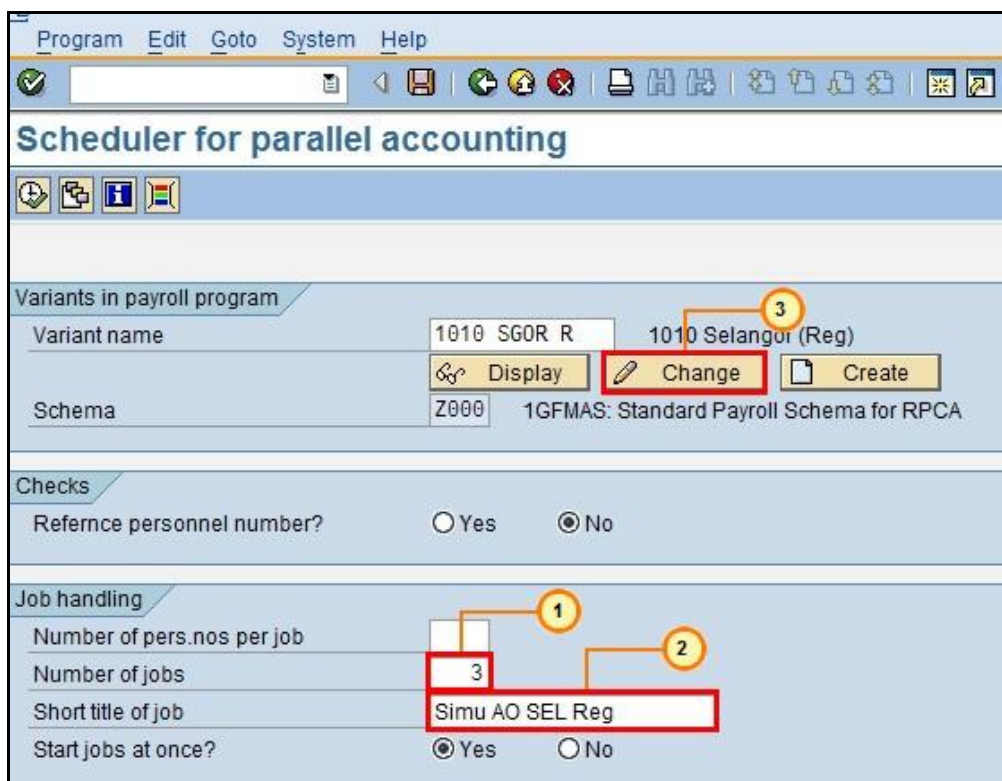 Program Edit Goto System Help
Scheduler for parallel accounting
Variants in payroll program
3
Variant name 1010 SGOR R 1010 Selangor (Reg)
Display Change Create
Schema Z000 1GFMAS: Standard Payroll Schema for RPCA
Checks
Refernce personnel number? Yes No
Job handling
1
Number of pers.nos per job
2
Number of jobs 3
Short title of job Simu AO SEL Reg
Start jobs at once? Yes No